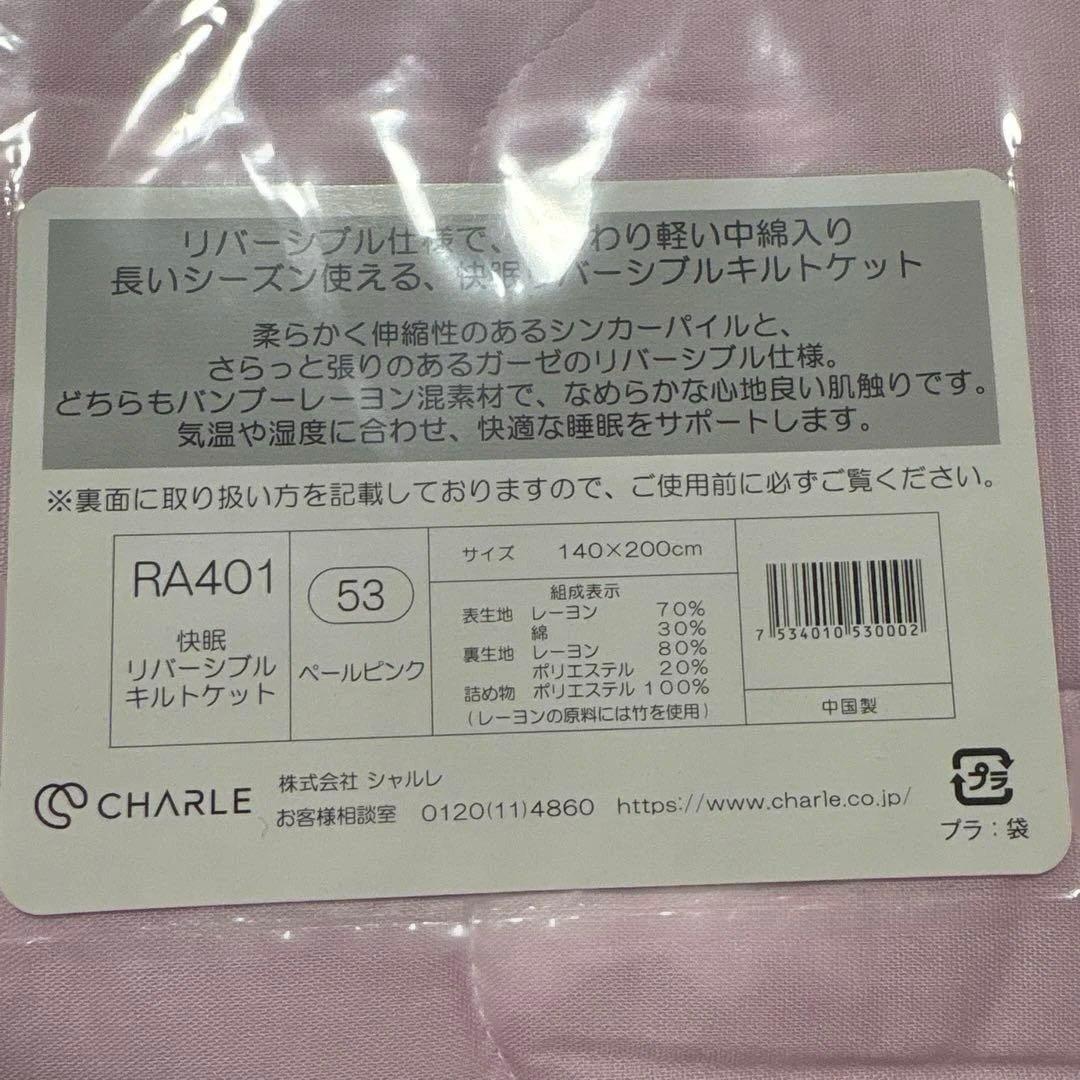 リバーシブル仕様で、わり軽い中綿入り
長いシーズン使える、快眠リバーシブルキルトケット
柔らかく伸縮性のあるシンカーパイルと、
さらっと張りのあるガーゼのリバーシブル仕様。
どちらもバンブーレーヨン混素材で、なめらかな心地良い肌触りです。
気温や湿度に合わせ、快適な睡眠をサポートします。
※裏面に取り扱い方を記載しておりますので、ご使用前に必ずご覧ください。
RA401
快眠
リバーシブル
キルトケット
53
ペールピンク
サイズ 140×200cm
組成表示
表生地 レーヨン 70%
綿 30%
裏生地 レーヨン 80%
ポリエステル 20%
詰め物 ポリエステル 100%
(レーヨンの原料には竹を使用)
7 534010 530002
中国製
CHARLE
株式会社 シャルレ
お客様相談室 0120(11)4860 https://www.charle.co.jp/
プラ
プラ：袋